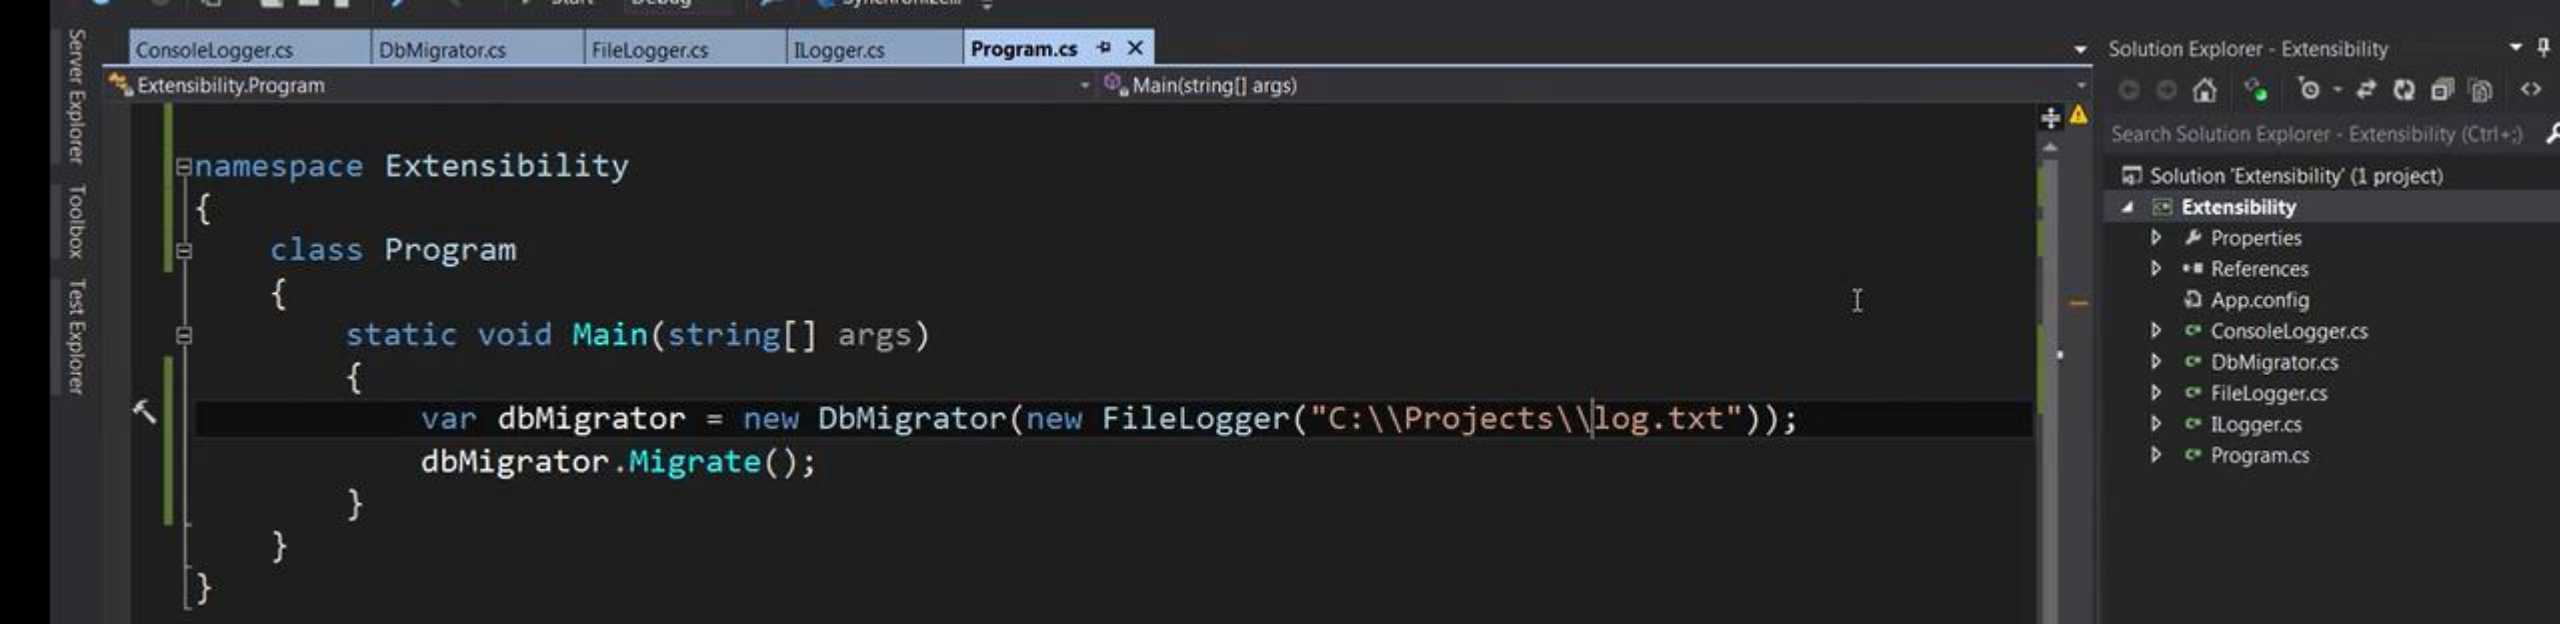 Start Debug Synchronize...
Server Explorer
Toolbox
Test Explorer
ConsoleLogger.cs DbMigrator.cs FileLogger.cs ILogger.cs Program.cs
Extensibility.Program Main(string[] args)
namespace Extensibility
{
class Program
{
static void Main(string[] args)
{
var dbMigrator = new DbMigrator(new FileLogger("C:\\Projects\\log.txt"));
dbMigrator.Migrate();
}
}
}
Solution Explorer - Extensibility
Search Solution Explorer - Extensibility (Ctrl+;)
Solution 'Extensibility' (1 project)
Extensibility
Properties
References
App.config
ConsoleLogger.cs
DbMigrator.cs
FileLogger.cs
ILogger.cs
Program.cs